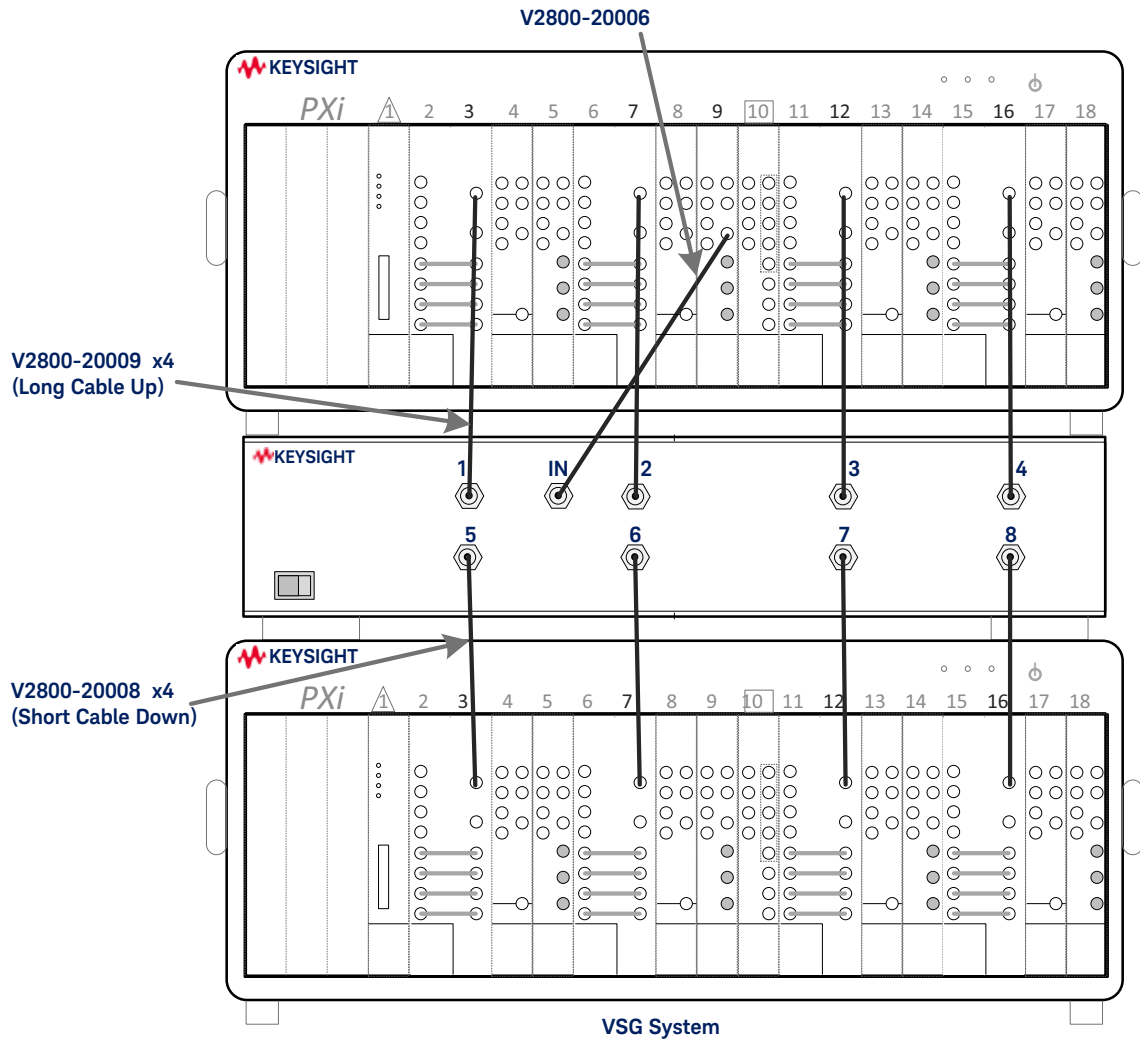 V2800-20006
KEYSIGHT
PXi 1 2 3 4 5 6 7 8 9 10 11 12 13 14 15 16 17 18
V2800-20009 x4
(Long Cable Up)
KEYSIGHT
1 IN 2 3 4
5 6 7 8
KEYSIGHT
V2800-20008 x4
(Short Cable Down)
PXi 1 2 3 4 5 6 7 8 9 10 11 12 13 14 15 16 17 18
VSG System